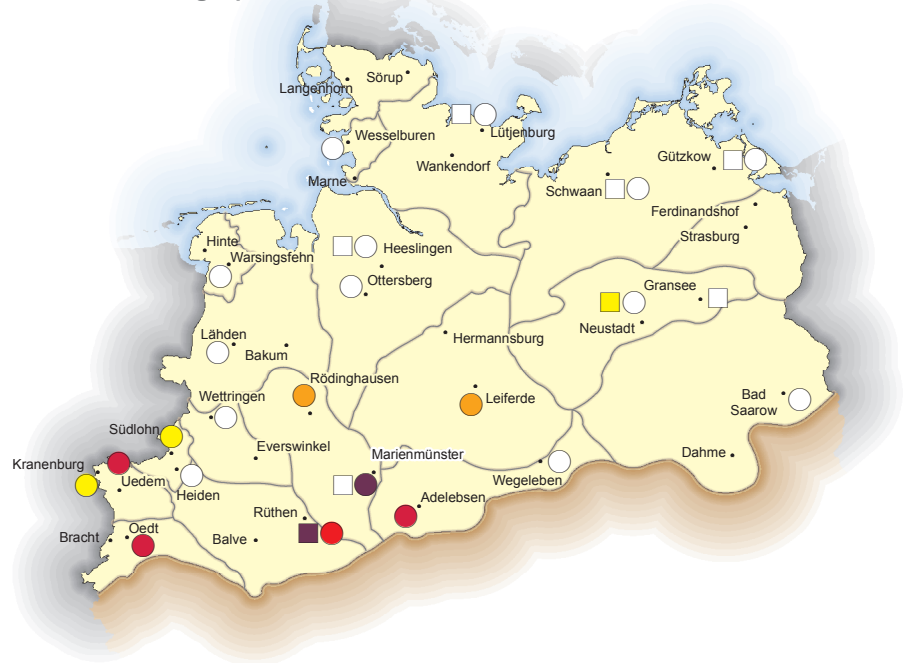 Sörup
Langenhorn
Wesselburen
Lütjenburg
Wankendorf
Gützkow
Marne
Schwaan
Ferdinandshof
Strasburg
Hinte
Warsingsfehn
Heeslingen
Ottersberg
Gransee
Neustadt
Lähden
Bakum
Hermannsburg
Rödinghausen
Wettringen
Leiferde
Bad
Saarow
Südlohn
Everswinkel
Marienmünster
Dahme
Kranenburg
Uedem
Heiden
Wegeleben
Adelebsen
Rüthen
Bracht
Oedt
Balve